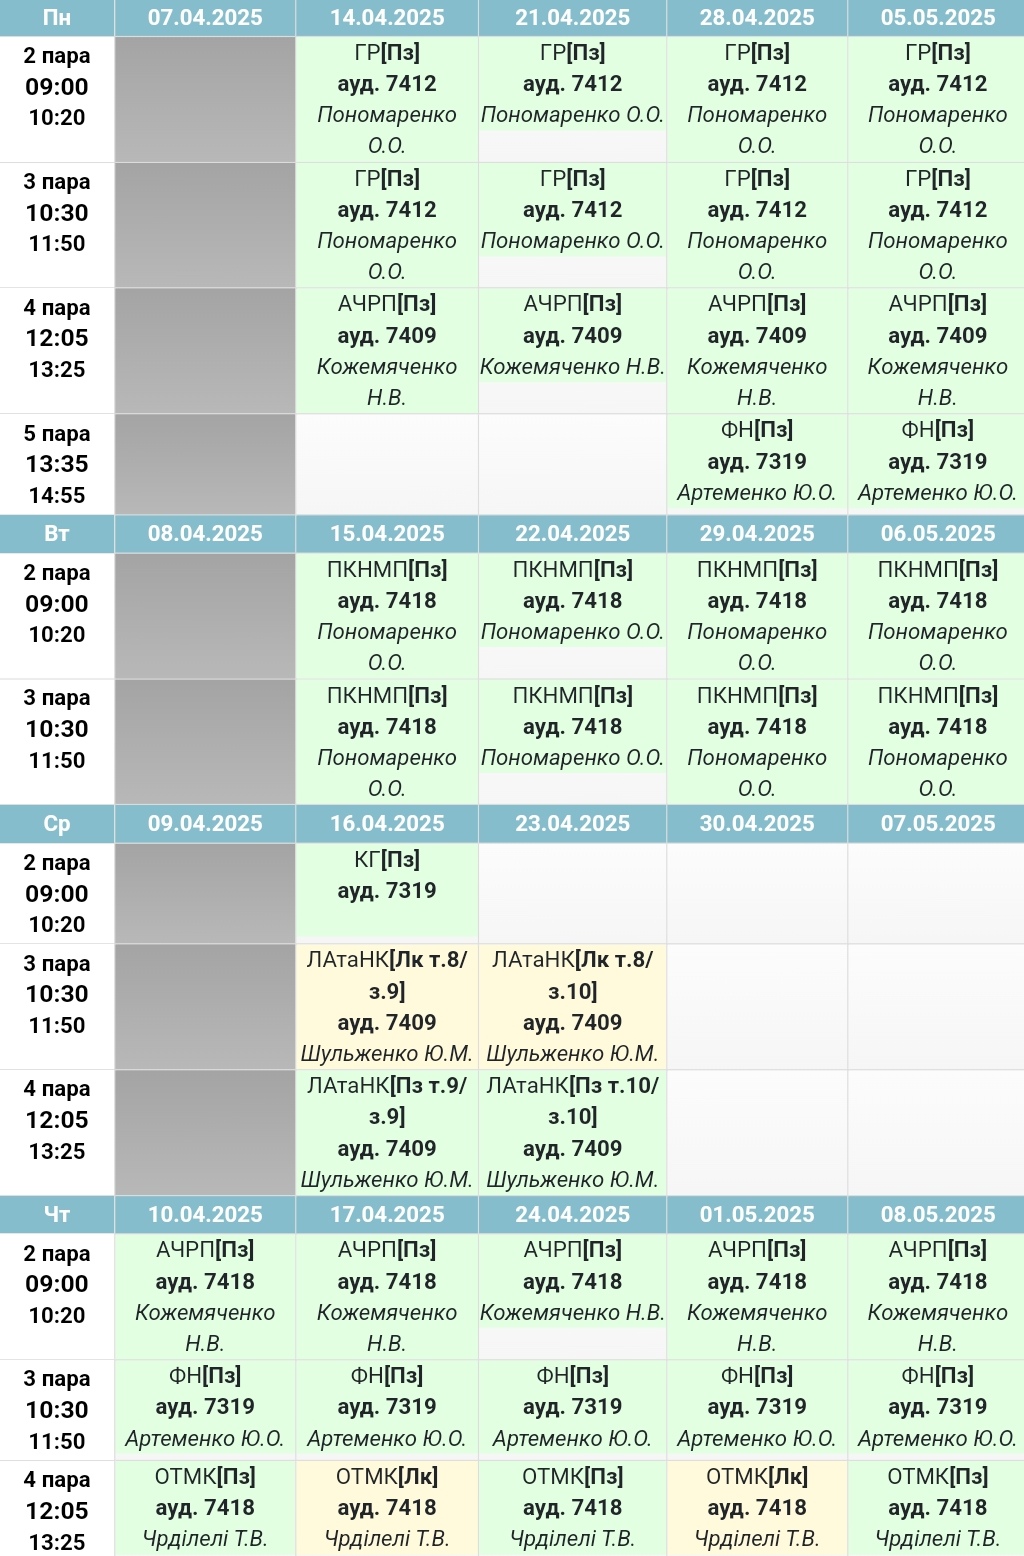 Пн 07.04.2025 14.04.2025 21.04.2025 28.04.2025 05.05.2025
2 пара ГР[Пз] ГР[Пз] ГР[Пз] ГР[Пз]
09:00 ауд. 7412 ауд. 7412 ауд. 7412 ауд. 7412
10:20 Пономаренко Пономаренко О.О. Пономаренко Пономаренко
О.О. О.О. О.О.
3 пара ГР[Пз] ГР[Пз] ГР[Пз] ГР[Пз]
10:30 ауд. 7412 ауд. 7412 ауд. 7412 ауд. 7412
11:50 Пономаренко Пономаренко О.О. Пономаренко Пономаренко
О.О. О.О. О.О.
4 пара АЧРП[Пз] АЧРП[Пз] АЧРП[Пз] АЧРП[Пз]
12:05 ауд. 7409 ауд. 7409 ауд. 7409 ауд. 7409
13:25 Кожемяченко Кожемяченко Н.В. Кожемяченко Кожемяченко
Н.В. Н.В. Н.В.
5 пара ФН[Пз] ФН[Пз]
13:35 ауд. 7319 ауд. 7319
14:55 Артеменко Ю.О. Артеменко Ю.О.
Вт 08.04.2025 15.04.2025 22.04.2025 29.04.2025 06.05.2025
2 пара ПКНМП[Пз] ПКНМП[Пз] ПКНМП[Пз] ПКНМП[Пз]
09:00 ауд. 7418 ауд. 7418 ауд. 7418 ауд. 7418
10:20 Пономаренко Пономаренко О.О. Пономаренко Пономаренко
О.О. О.О. О.О.
3 пара ПКНМП[Пз] ПКНМП[Пз] ПКНМП[Пз] ПКНМП[Пз]
10:30 ауд. 7418 ауд. 7418 ауд. 7418 ауд. 7418
11:50 Пономаренко Пономаренко О.О. Пономаренко Пономаренко
О.О. О.О. О.О.
Ср 09.04.2025 16.04.2025 23.04.2025 30.04.2025 07.05.2025
2 пара КГ[Пз]
09:00 ауд. 7319
10:20
3 пара ЛАтаНК[Лк т.8/ ЛАтаНК[Лк т.8/
10:30 з.9] з.10]
11:50 ауд. 7409 ауд. 7409
Шульженко Ю.М. Шульженко Ю.М.
4 пара ЛАтаНК[Пз т.9/ ЛАтаНК[Пз т.10/
12:05 з.9] з.10]
13:25 ауд. 7409 ауд. 7409
Шульженко Ю.М. Шульженко Ю.М.
Чт 10.04.2025 17.04.2025 24.04.2025 01.05.2025 08.05.2025
2 пара АЧРП[Пз] АЧРП[Пз] АЧРП[Пз] АЧРП[Пз] АЧРП[Пз]
09:00 ауд. 7418 ауд. 7418 ауд. 7418 ауд. 7418 ауд. 7418
10:20 Кожемяченко Кожемяченко Кожемяченко Н.В. Кожемяченко Кожемяченко
Н.В. Н.В. Н.В. Н.В.
3 пара ФН[Пз] ФН[Пз] ФН[Пз] ФН[Пз] ФН[Пз]
10:30 ауд. 7319 ауд. 7319 ауд. 7319 ауд. 7319 ауд. 7319
11:50 Артеменко Ю.О. Артеменко Ю.О. Артеменко Ю.О. Артеменко Ю.О. Артеменко Ю.О.
4 пара ОТМК[Пз] ОТМК[Лк] ОТМК[Пз] ОТМК[Лк] ОТМК[Пз]
12:05 ауд. 7418 ауд. 7418 ауд. 7418 ауд. 7418 ауд. 7418
13:25 Чрділелі Т.В. Чрділелі Т.В. Чрділелі Т.В. Чрділелі Т.В. Чрділелі Т.В.